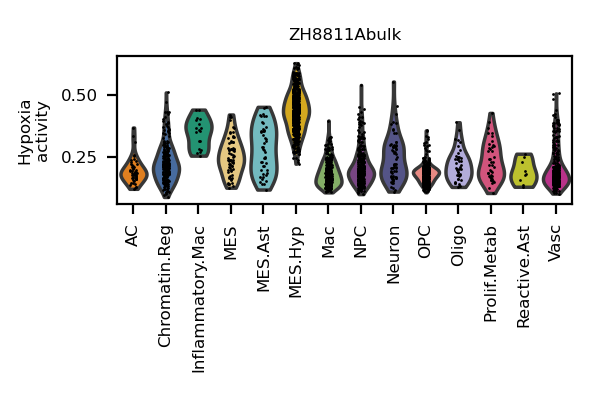 ZH8811Abulk
Hypoxia
activity
0.50
0.25
AC
Chromatin.Reg
Inflammatory.Mac
MES
MES.Ast
MES.Hyp
Mac
NPC
Neuron
OPC
Oligo
Prolif.Metab
Reactive.Ast
Vasc